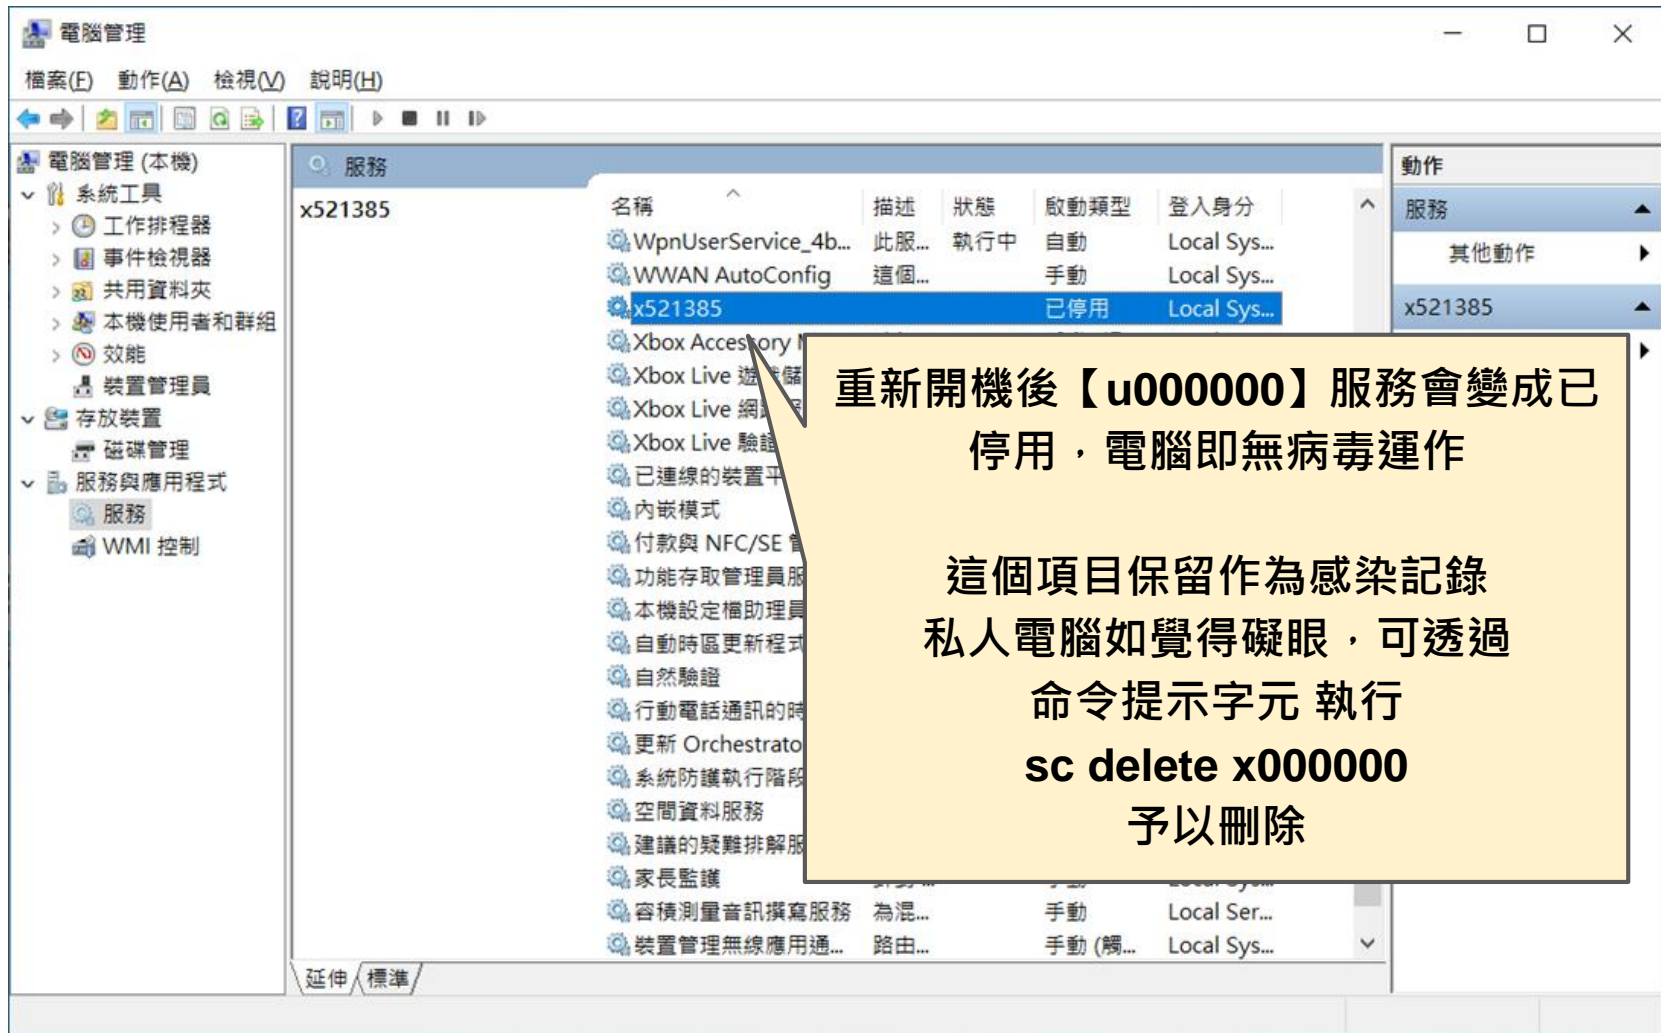 電腦管理
檔案(F) 動作(A) 檢視(V) 說明(H)
電腦管理 (本機)
系統工具
工作排程器
事件檢視器
共用資料夾
本機使用者和群組
效能
裝置管理員
存放裝置
磁碟管理
服務與應用程式
服務
WMI 控制
服務
x521385
名稱 描述 狀態 啟動類型 登入身分
WpnUserService_4b... 此服... 執行中 自動 Local Sys...
WWAN AutoConfig 這個... 手動 Local Sys...
x521385 已停用 Local Sys...
Xbox Accessory
Xbox Live
Xbox Live
Xbox Live 驗證
已連線的裝置平
內嵌模式
付款與 NFC/SE
功能存取管理員服
本機設定檔助理員
自動時區更新程式
自然驗證
行動電話通訊的時
更新 Orchestrato
系統防護執行階段
空間資料服務
建議的疑難排解服
家長監護
容積測量音訊撰寫服務 為混... 手動 Local Ser...
裝置管理無線應用通... 路由... 手動 (觸... Local Sys...
延伸 標準
動作
服務
其他動作
x521385
重新開機後【u000000】服務會變成已
停用，電腦即無病毒運作
這個項目保留作為感染記錄
私人電腦如覺得礙眼，可透過
命令提示字元 執行
sc delete x000000
予以刪除